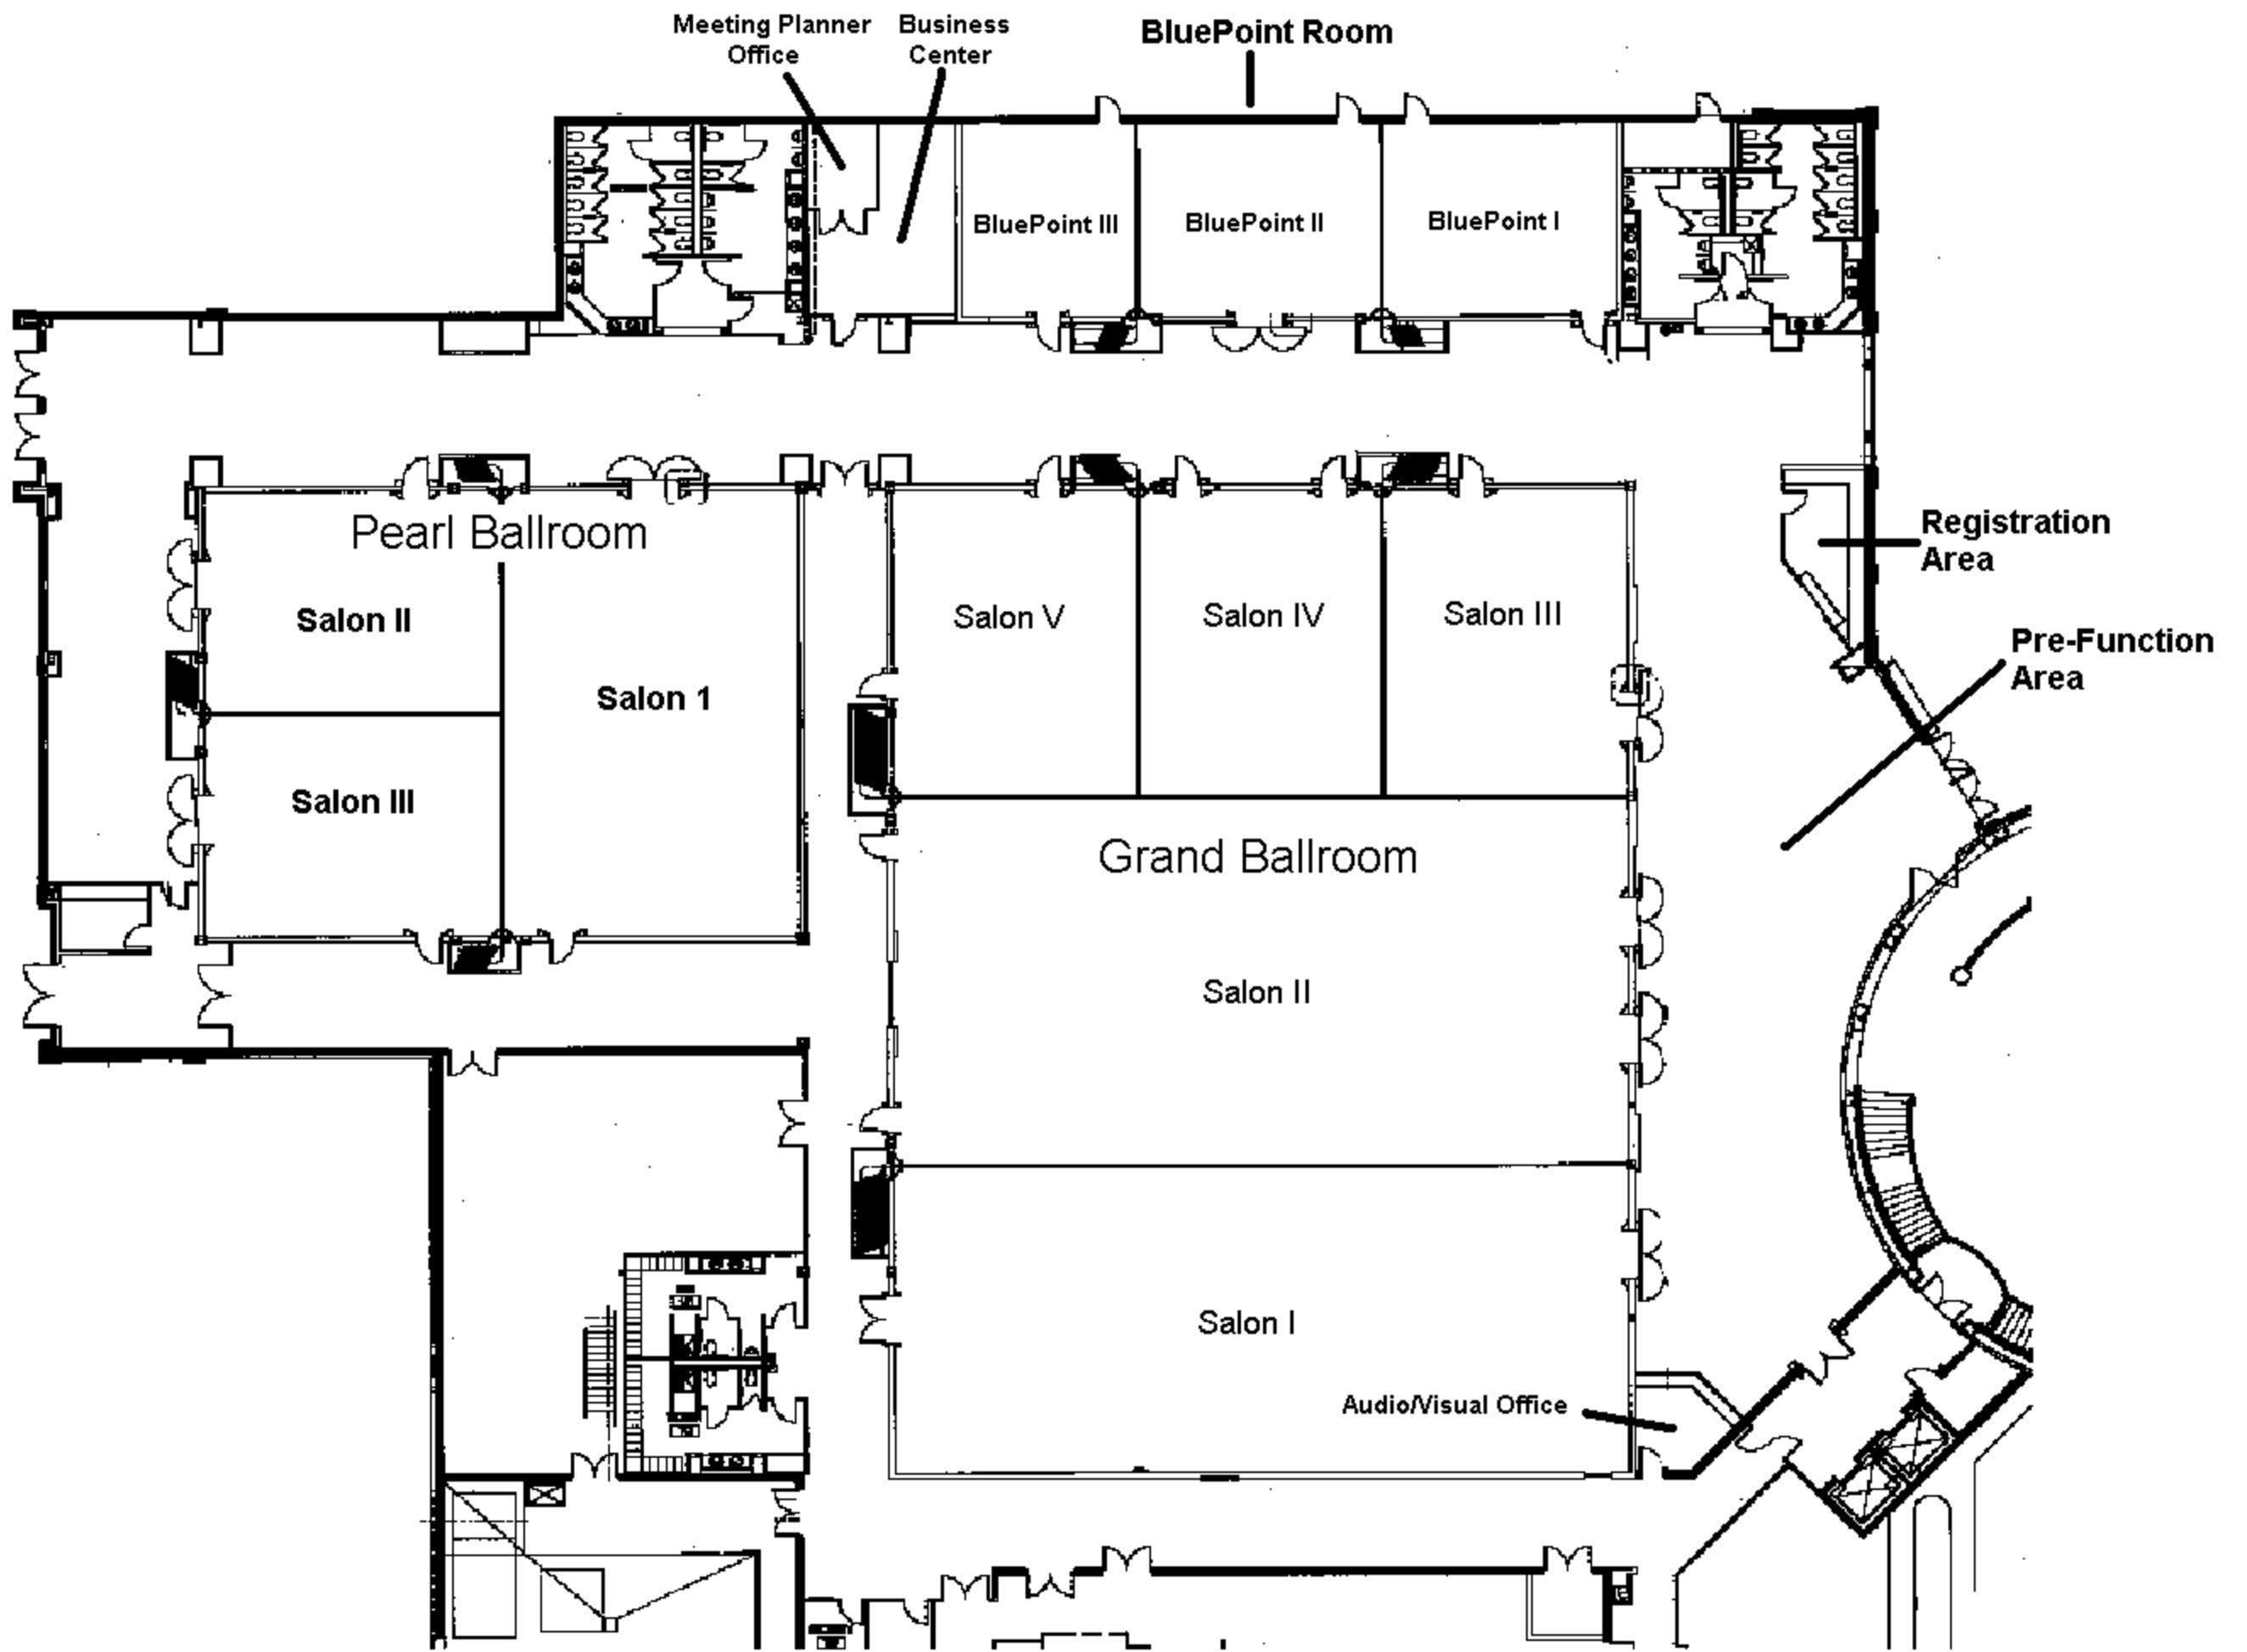 Meeting Planner
Office
Business
Center
BluePoint Room
BluePoint III
BluePoint II
BluePoint I
Registration
Area
Pre-Function
Area
Pearl Ballroom
Salon II
Salon 1
Salon III
Salon V
Salon IV
Salon III
Grand Ballroom
Salon II
Salon I
Audio/Visual Office